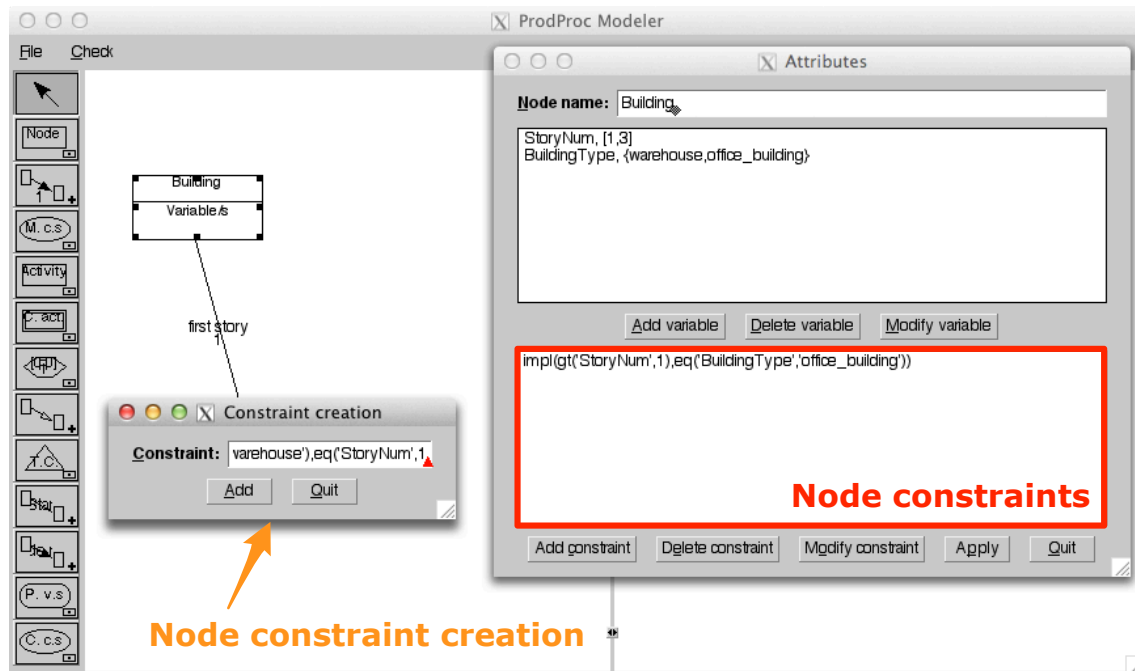 ProdProc Modeler
File Check
Node
1
M. c.s
Activity
C. act
T.C
P. v.s
C. c.s
Building
Variable/s
first story
1
Constraint creation
Constraint: varehouse'),eq('StoryNum',1,
Add Quit
Node constraint creation
Attributes
Node name: Building
StoryNum, [1,3]
BuildingType, {warehouse,office_building}
Add variable Delete variable Modify variable
impl(gt('StoryNum',1),eq('BuildingType','office_building'))
Node constraints
Add constraint Delete constraint Modify constraint Apply Quit